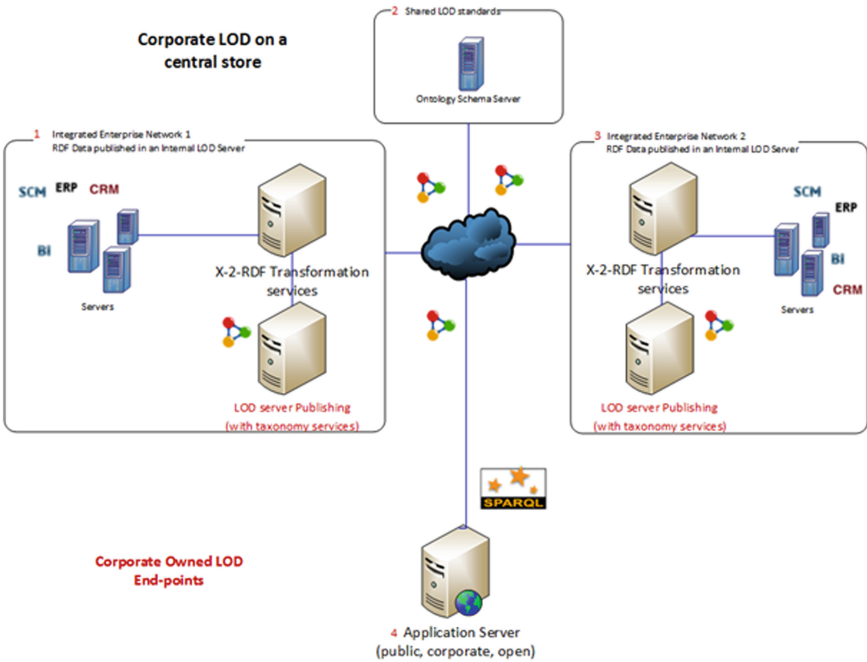 Corporate LOD on a
central store
2 Shared LOD standards
Ontology Schema Server
1 Integrated Enterprise Network 1
RDF Data published in an Internal LOD Server
SCM ERP CRM
BI
Servers
X-2-RDF Transformation
services
LOD server Publishing
(with taxonomy services)
3 Integrated Enterprise Network 2
RDF Data published in an Internal LOD Server
SCM
ERP
BI
CRM
Servers
X-2-RDF Transformation
services
LOD server Publishing
(with taxonomy services)
SPARQL
Corporate Owned LOD
End-points
4 Application Server
(public, corporate, open)